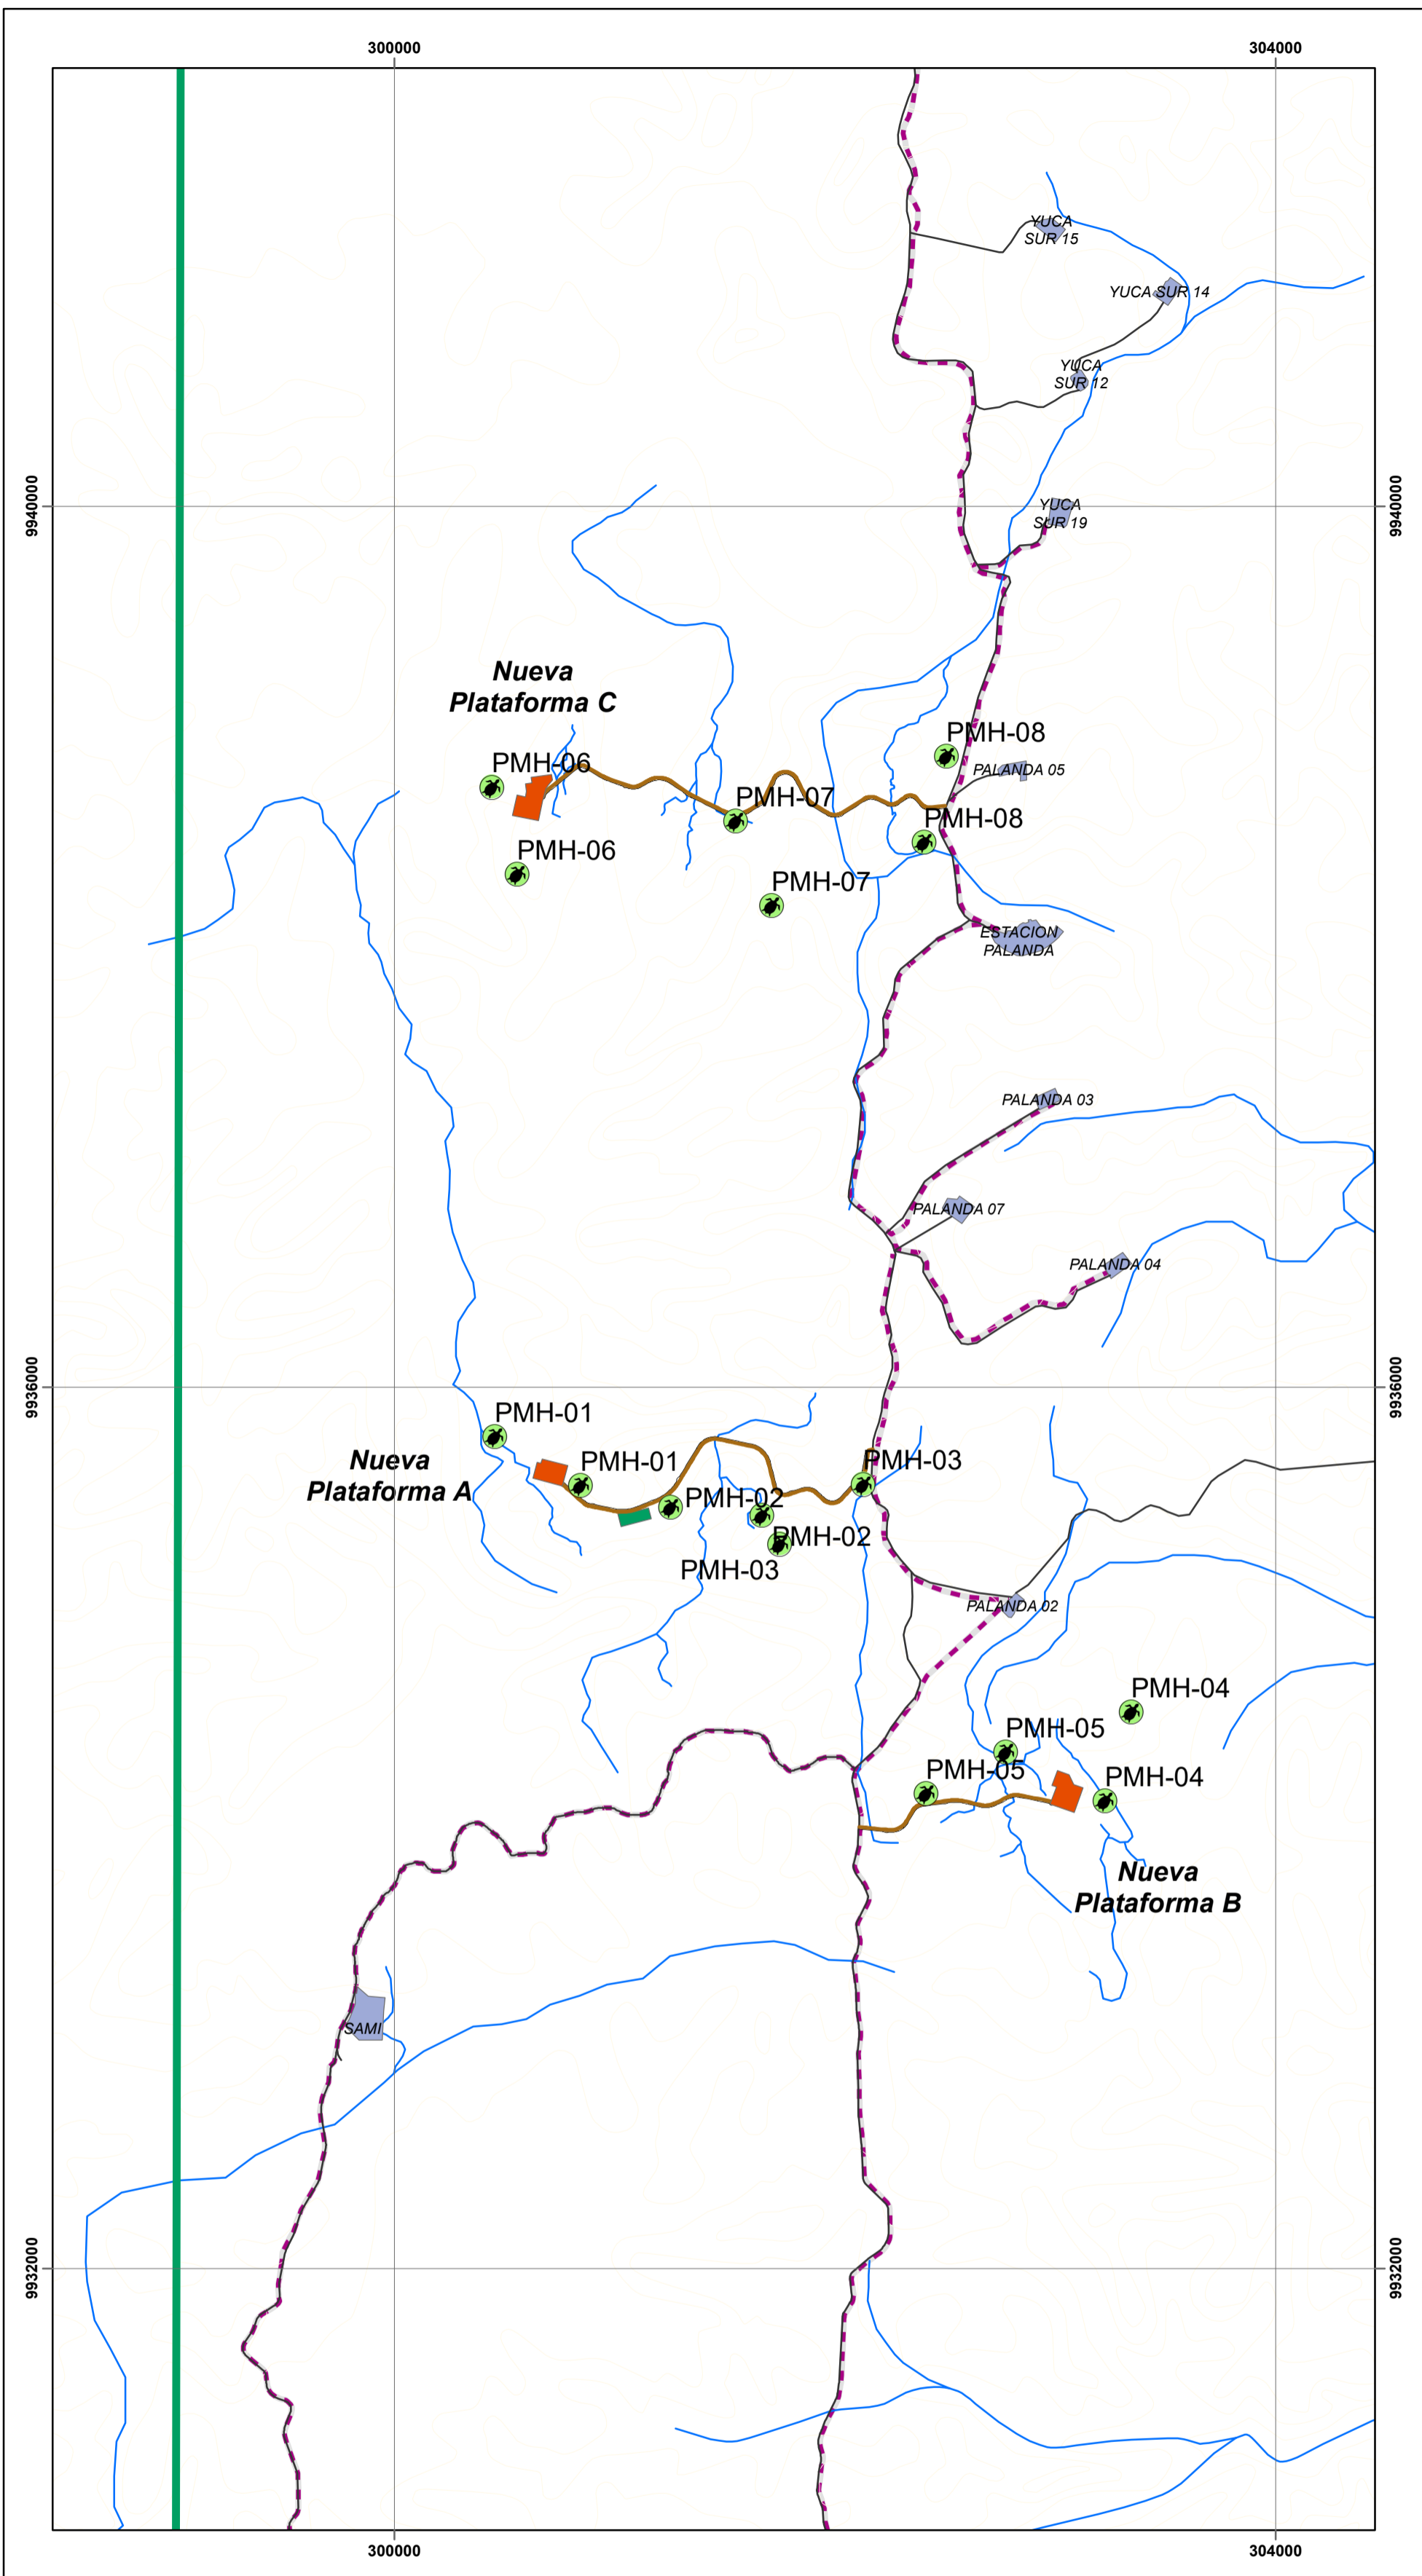 300000
304000
YUCA
SUR 15
YUCA SUR 14
YUCA
SUR 12
9940000
YUCA
SUR 19
9940000
Nueva
Plataforma C
PMH-08
PMH-06
PALANDA 05
PMH-07
PMH-08
PMH-06
PMH-07
ESTACION
PALANDA
PALANDA 03
PALANDA 07
PALANDA 04
9936000
9936000
PMH-01
Nueva
Plataforma A
PMH-01
PMH-03
PMH-02
PMH-02
PMH-03
PALANDA 02
PMH-04
PMH-05
PMH-05
PMH-04
Nueva
Plataforma B
SAMI
9932000
9932000
300000
304000